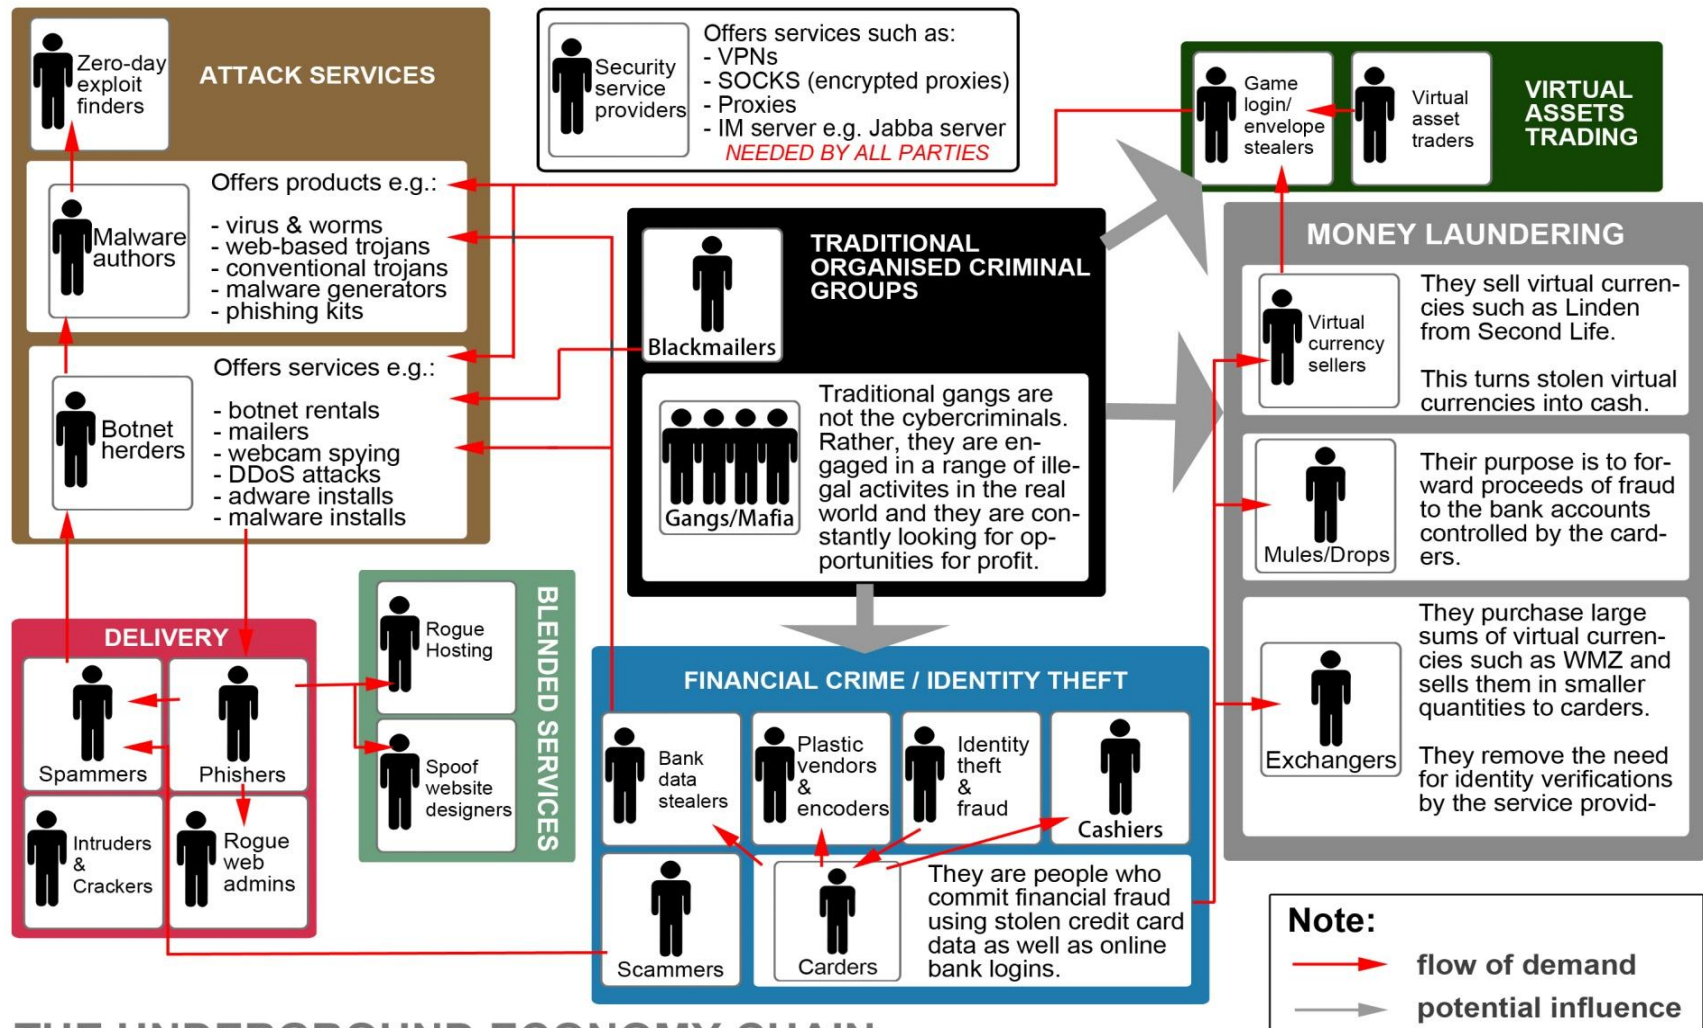 Zero-day
exploit
finders
ATTACK SERVICES
Malware
authors
Offers products e.g.:
- virus & worms
- web-based trojans
- conventional trojans
- malware generators
- phishing kits
Botnet
herders
Offers services e.g.:
- botnet rentals
- mailers
- webcam spying
- DDoS attacks
- adware installs
- malware installs
Security
service
providers
Offers services such as:
- VPNs
- SOCKS (encrypted proxies)
- Proxies
- IM server e.g. Jabba server
NEEDED BY ALL PARTIES
Game
login/
envelope
stealers
Virtual
asset
traders
VIRTUAL
ASSETS
TRADING
Blackmailers
TRADITIONAL
ORGANISED CRIMINAL
GROUPS
Gangs/Mafia
Traditional gangs are
not the cybercriminals.
Rather, they are en-
gaged in a range of ille-
gal activites in the real
world and they are con-
stantly looking for op-
portunities for profit.
MONEY LAUNDERING
Virtual
currency
sellers
They sell virtual curren-
cies such as Linden
from Second Life.
This turns stolen virtual
currencies into cash.
Mules/Drops
Their purpose is to for-
ward proceeds of fraud
to the bank accounts
controlled by the card-
ers.
Exchangers
They purchase large
sums of virtual curren-
cies such as WMZ and
sells them in smaller
quantities to carders.
They remove the need
for identity verifications
by the service provid-
DELIVERY
Spammers
Phishers
Intruders
&
Crackers
Rogue
web
admins
BLENDED SERVICES
Rogue
Hosting
Spoof
website
designers
FINANCIAL CRIME / IDENTITY THEFT
Bank
data
stealers
Plastic
vendors
&
encoders
Identity
theft
&
fraud
Cashiers
Scammers
Carders
They are people who
commit financial fraud
using stolen credit card
data as well as online
bank logins.
Note:
flow of demand
potential influence
THE UNDERGROUND ECONOMY CHAIN